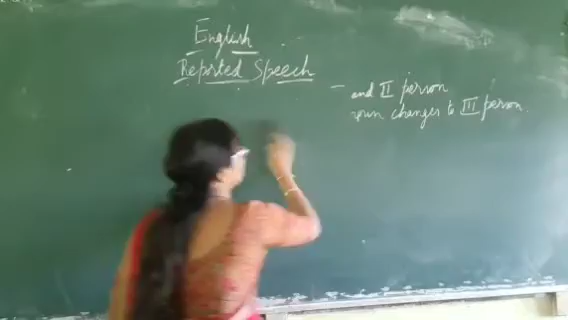 English
Reported Speech
and II person
noun changes to III person.